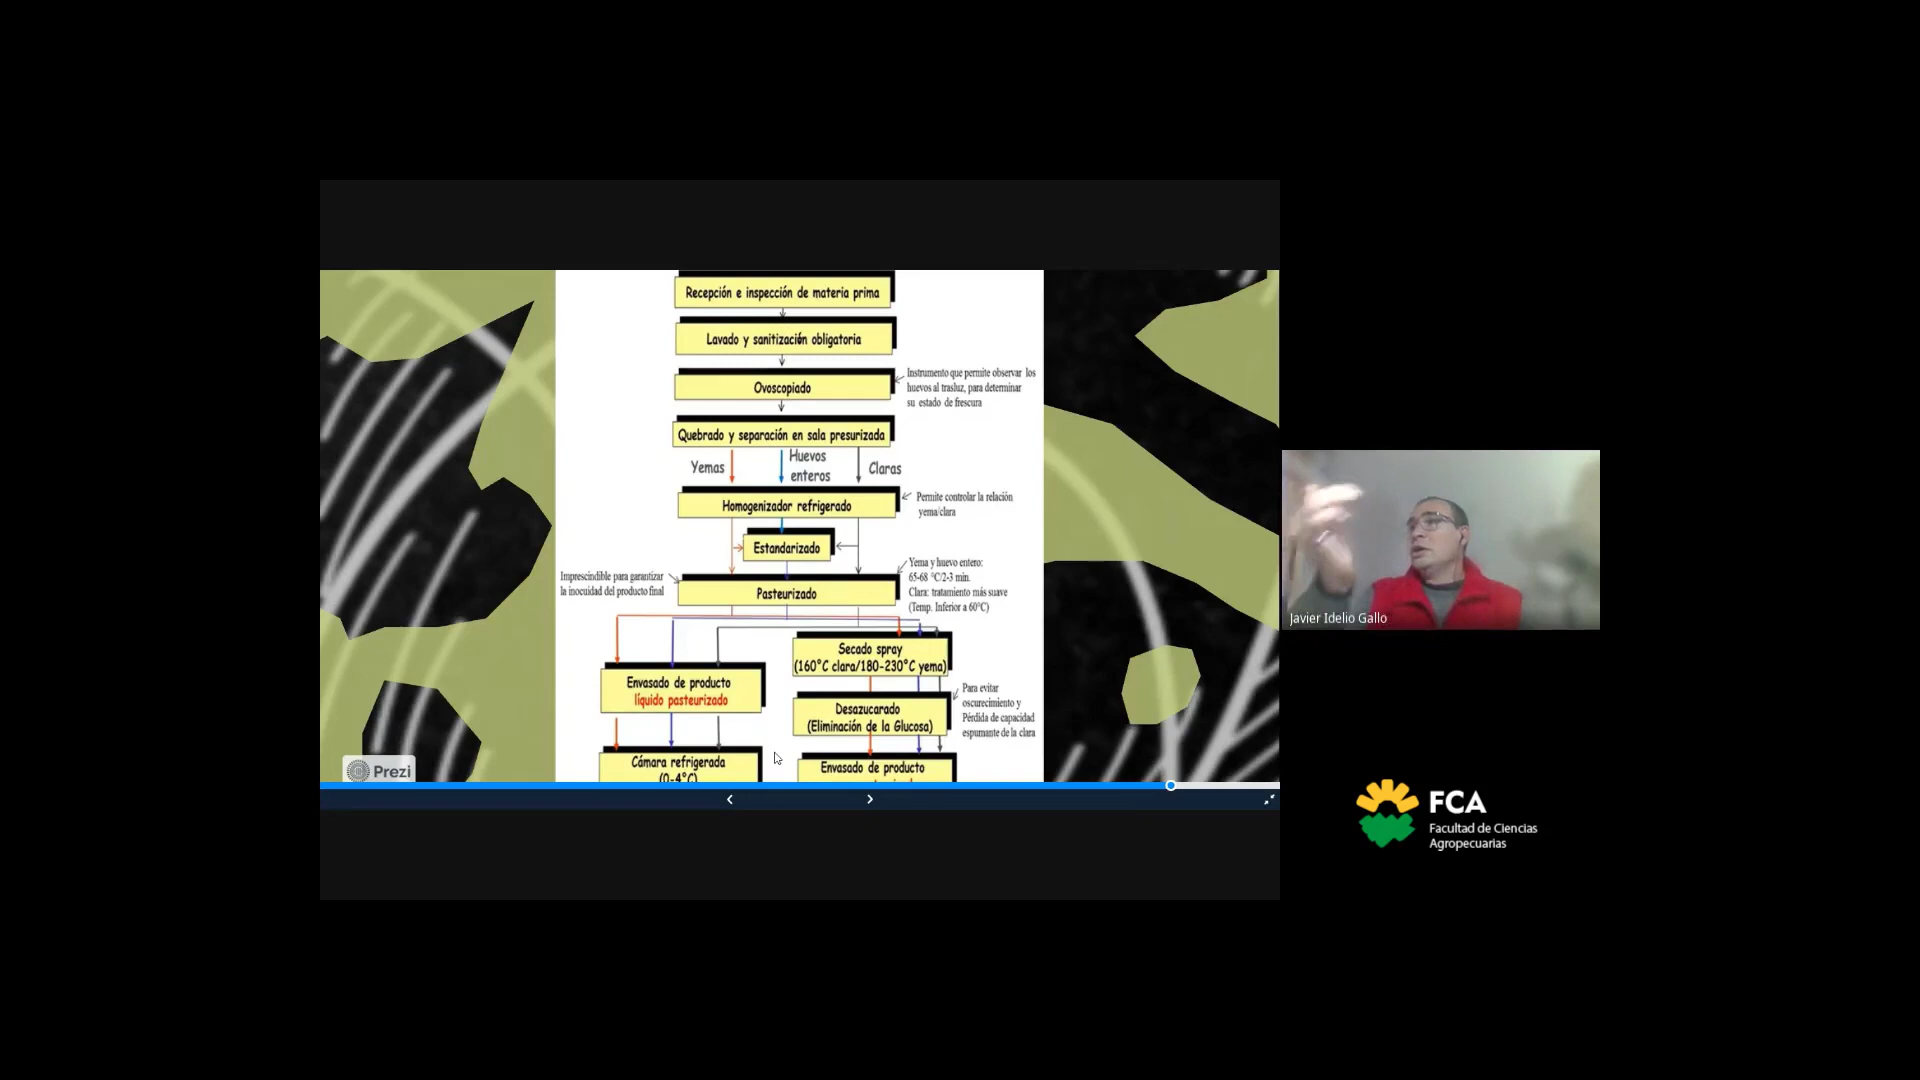 Recepción e inspección de materia prima
Lavado y sanitización obligatoria
Ovoscopiado
Instrumento que permite observar los
huevos al trasluz, para determinar
su estado de frescura
Quebrado y separación en sala presurizada
Yemas
Huevos
enteros
Claras
Homogenizador refrigerado
Permite controlar la relación
yema/clara
Estandarizado
Imprescindible para garantizar
la inocuidad del producto final
Pasteurizado
Yema y huevo entero:
65-68 °C/2-3 min.
Clara: tratamiento más suave
(Temp. Inferior a 60°C)
Secado spray
(160°C clara/180-230°C yema)
Envasado de producto
líquido pasteurizado
Desazucarado
(Eliminación de la Glucosa)
Para evitar
oscurecimiento y
Pérdida de capacidad
espumante de la clara
Cámara refrigerada
(0-4°C)
Envasado de producto
Prezi
Javier Idelio Gallo
FCA
Facultad de Ciencias
Agropecuarias